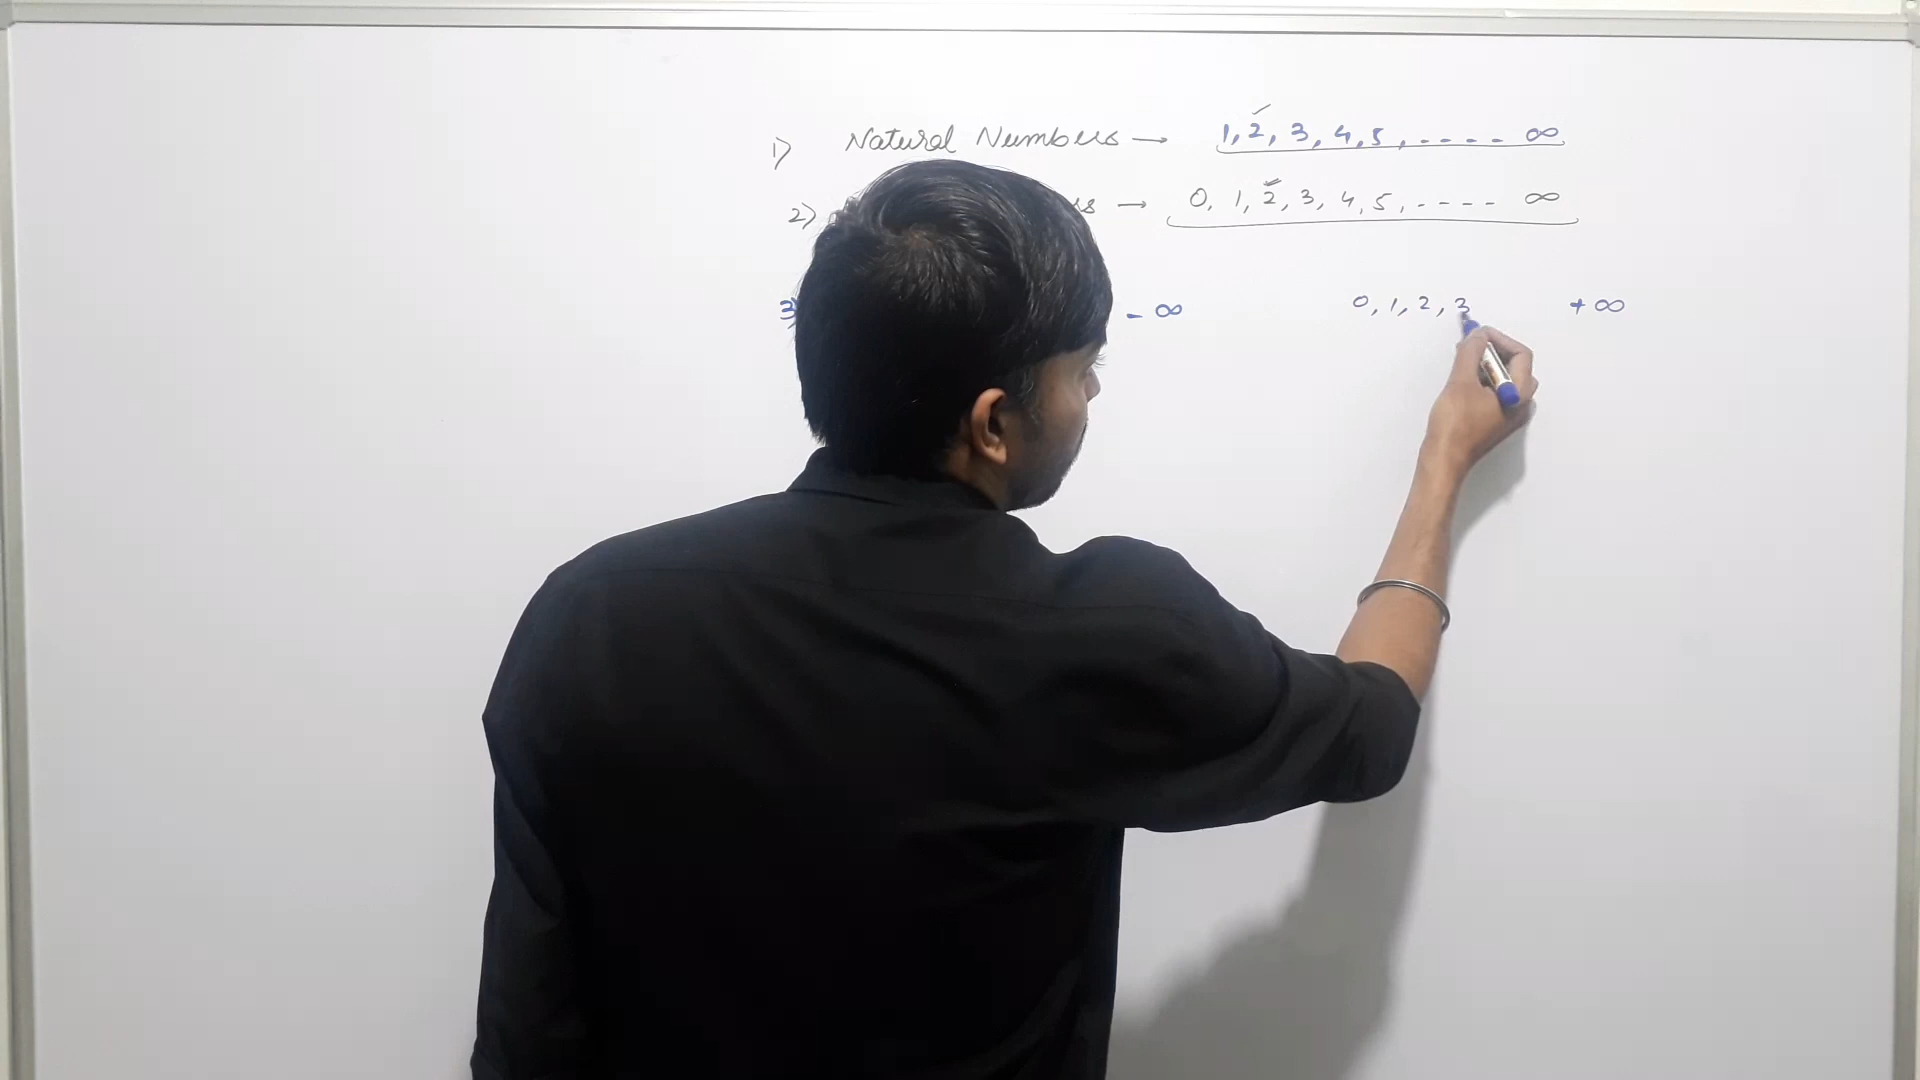 1) Natural Numbers → 1, 2, 3, 4, 5, .... ∞
2) → 0, 1, 2, 3, 4, 5, .... ∞
3) - ∞ 0, 1, 2, 3 + ∞